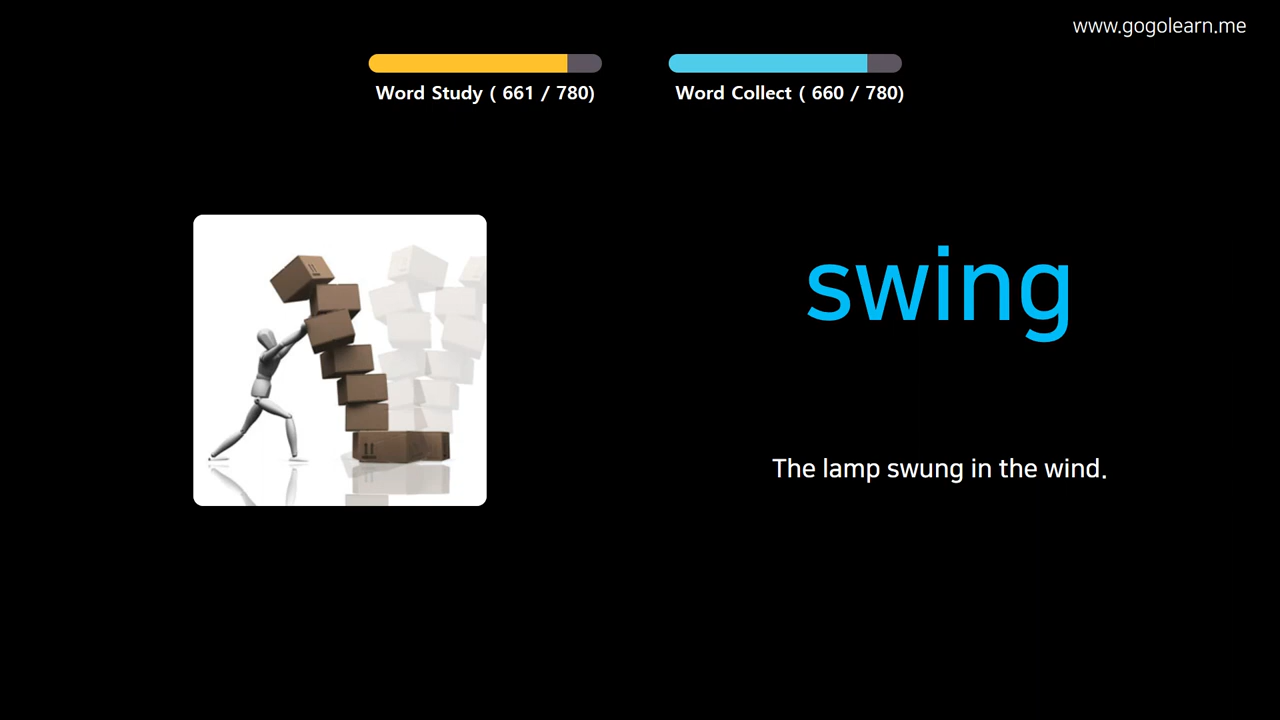 www.gogolearn.me
Word Study ( 661 / 780)
Word Collect ( 660 / 780)
swing
The lamp swung in the wind.